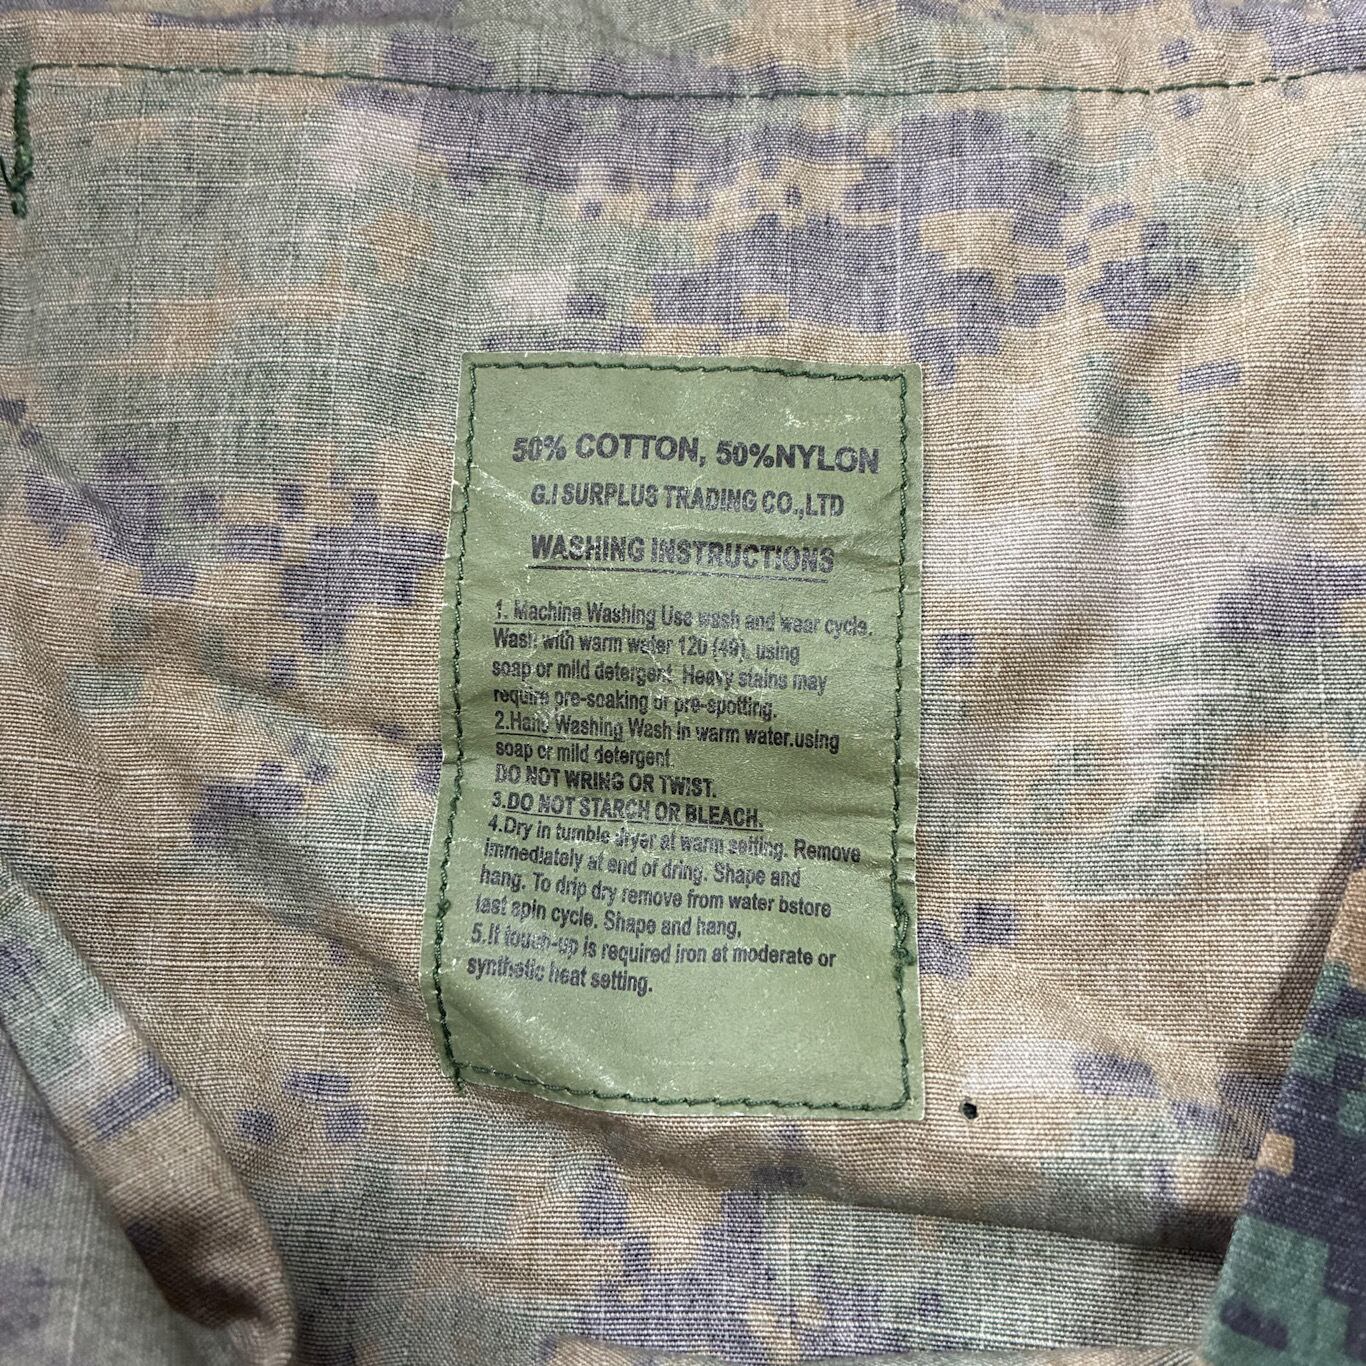 50% COTTON, 50%NYLON
G.I SURPLUS TRADING CO.,LTD
WASHING INSTRUCTIONS
1. Machine Washing Use wash and wear cycle.
Wash with warm water 120 (49), using
soap or mild detergent. Heavy stains may
require pre-soaking or pre-spotting.
2.Hand Washing Wash in warm water.using
soap or mild detergent.
DO NOT WRING OR TWIST.
3.DO NOT STARCH OR BLEACH.
4.Dry in tumble dryer at warm setting. Remove
immediately at end of dring. Shape and
hang. To drip dry remove from water bstore
last spin cycle. Shape and hang,
5.It touch-up is required iron at moderate or
synthetic heat setting.